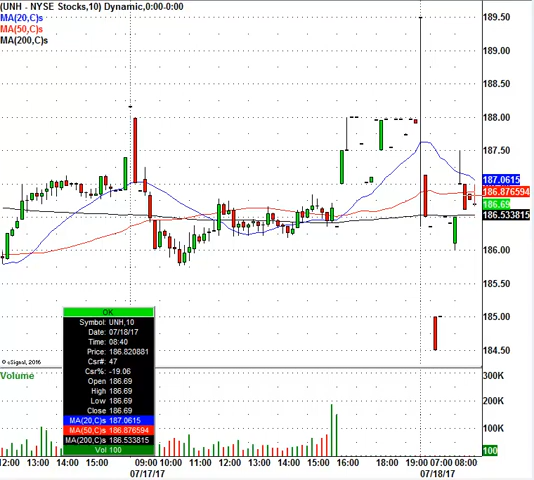 (UNH - NYSE Stocks,10) Dynamic,0:00-0:00
MA(20,C)s
MA(50,C)s
MA(200,C)s
189.50
189.00
188.50
188.00
187.50
187.0615
186.876594
186.69
186.533815
186.00
185.50
185.00
184.50
© eSignal, 2016
Volume
300K
200K
100K
100
OK
Symbol: UNH,10
Date: 07/18/17
Time: 08:40
Price: 186.820881
Csr#: 47
Csr%: -19.06
Open 186.69
High 186.69
Low 186.69
Close 186.69
MA(20,C)s 187.0615
MA(50,C)s 186.876594
MA(200,C)s 186.533815
Vol 100
12:00 13:00 14:00 15:00 09:00 10:00 11:00 12:00 13:00 14:00 15:00 16:00 18:00 19:00 07:00 08:00
07/17/17 07/18/17